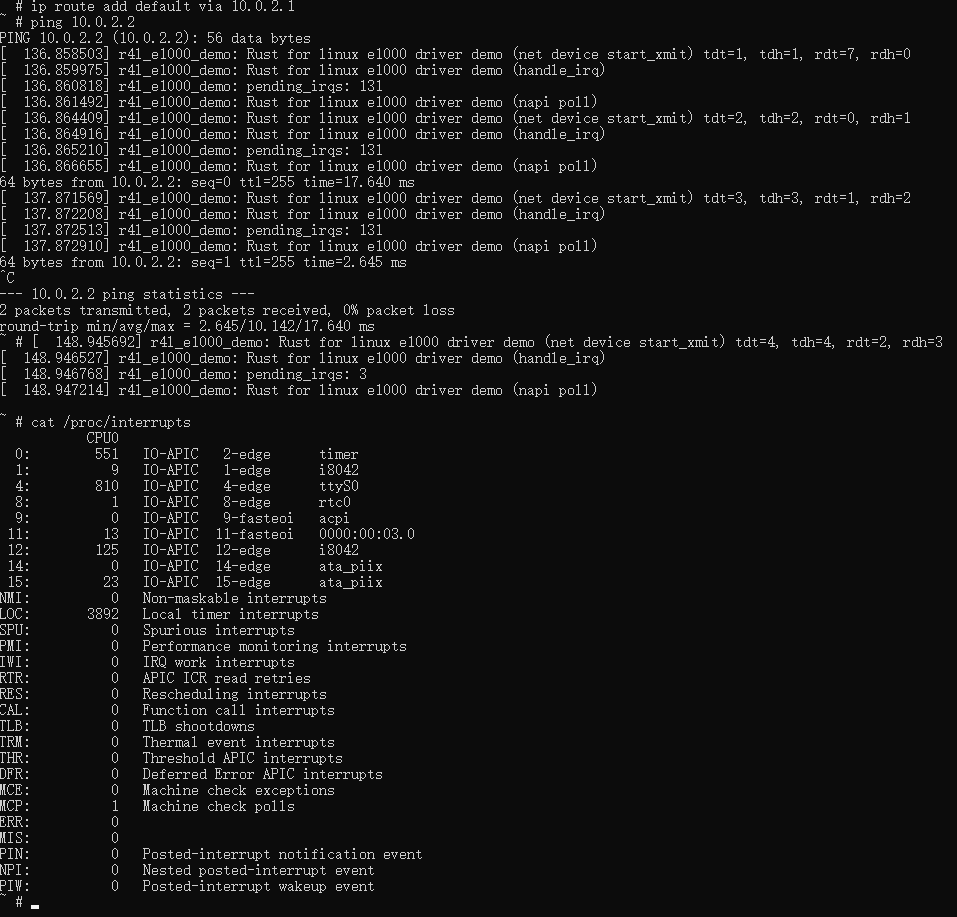 ~ # ip route add default via 10.0.2.1
~ # ping 10.0.2.2
PING 10.0.2.2 (10.0.2.2): 56 data bytes
[  136.858503] r4l_e1000_demo: Rust for linux e1000 driver demo (net device start_xmit) tdt=1, tdh=1, rdt=7, rdh=0
[  136.859975] r4l_e1000_demo: Rust for linux e1000 driver demo (handle_irq)
[  136.860818] r4l_e1000_demo: pending_irqs: 131
[  136.861492] r4l_e1000_demo: Rust for linux e1000 driver demo (napi poll)
[  136.864409] r4l_e1000_demo: Rust for linux e1000 driver demo (net device start_xmit) tdt=2, tdh=2, rdt=0, rdh=1
[  136.864916] r4l_e1000_demo: Rust for linux e1000 driver demo (handle_irq)
[  136.865210] r4l_e1000_demo: pending_irqs: 131
[  136.866655] r4l_e1000_demo: Rust for linux e1000 driver demo (napi poll)
64 bytes from 10.0.2.2: seq=0 ttl=255 time=17.640 ms
[  137.871569] r4l_e1000_demo: Rust for linux e1000 driver demo (net device start_xmit) tdt=3, tdh=3, rdt=1, rdh=2
[  137.872208] r4l_e1000_demo: Rust for linux e1000 driver demo (handle_irq)
[  137.872513] r4l_e1000_demo: pending_irqs: 131
[  137.872910] r4l_e1000_demo: Rust for linux e1000 driver demo (napi poll)
64 bytes from 10.0.2.2: seq=1 ttl=255 time=2.645 ms
^C
--- 10.0.2.2 ping statistics ---
2 packets transmitted, 2 packets received, 0% packet loss
round-trip min/avg/max = 2.645/10.142/17.640 ms
~ # [  148.945692] r4l_e1000_demo: Rust for linux e1000 driver demo (net device start_xmit) tdt=4, tdh=4, rdt=2, rdh=3
[  148.946527] r4l_e1000_demo: Rust for linux e1000 driver demo (handle_irq)
[  148.946768] r4l_e1000_demo: pending_irqs: 3
[  148.947214] r4l_e1000_demo: Rust for linux e1000 driver demo (napi poll)
~ # cat /proc/interrupts
           CPU0
  0:        551   IO-APIC   2-edge      timer
  1:          9   IO-APIC   1-edge      i8042
  4:        810   IO-APIC   4-edge      ttyS0
  8:          1   IO-APIC   8-edge      rtc0
  9:          0   IO-APIC   9-fasteoi   acpi
 11:         13   IO-APIC  11-fasteoi   0000:00:03.0
 12:        125   IO-APIC  12-edge      i8042
 14:          0   IO-APIC  14-edge      ata_piix
 15:         23   IO-APIC  15-edge      ata_piix
NMI:          0   Non-maskable interrupts
LOC:       3892   Local timer interrupts
SPU:          0   Spurious interrupts
PMI:          0   Performance monitoring interrupts
IWI:          0   IRQ work interrupts
RTR:          0   APIC ICR read retries
RES:          0   Rescheduling interrupts
CAL:          0   Function call interrupts
TLB:          0   TLB shootdowns
TRM:          0   Thermal event interrupts
THR:          0   Threshold APIC interrupts
DFR:          0   Deferred Error APIC interrupts
MCE:          0   Machine check exceptions
MCP:          1   Machine check polls
ERR:          0
MIS:          0
PIN:          0   Posted-interrupt notification event
NPI:          0   Nested posted-interrupt event
PIW:          0   Posted-interrupt wakeup event
~ #